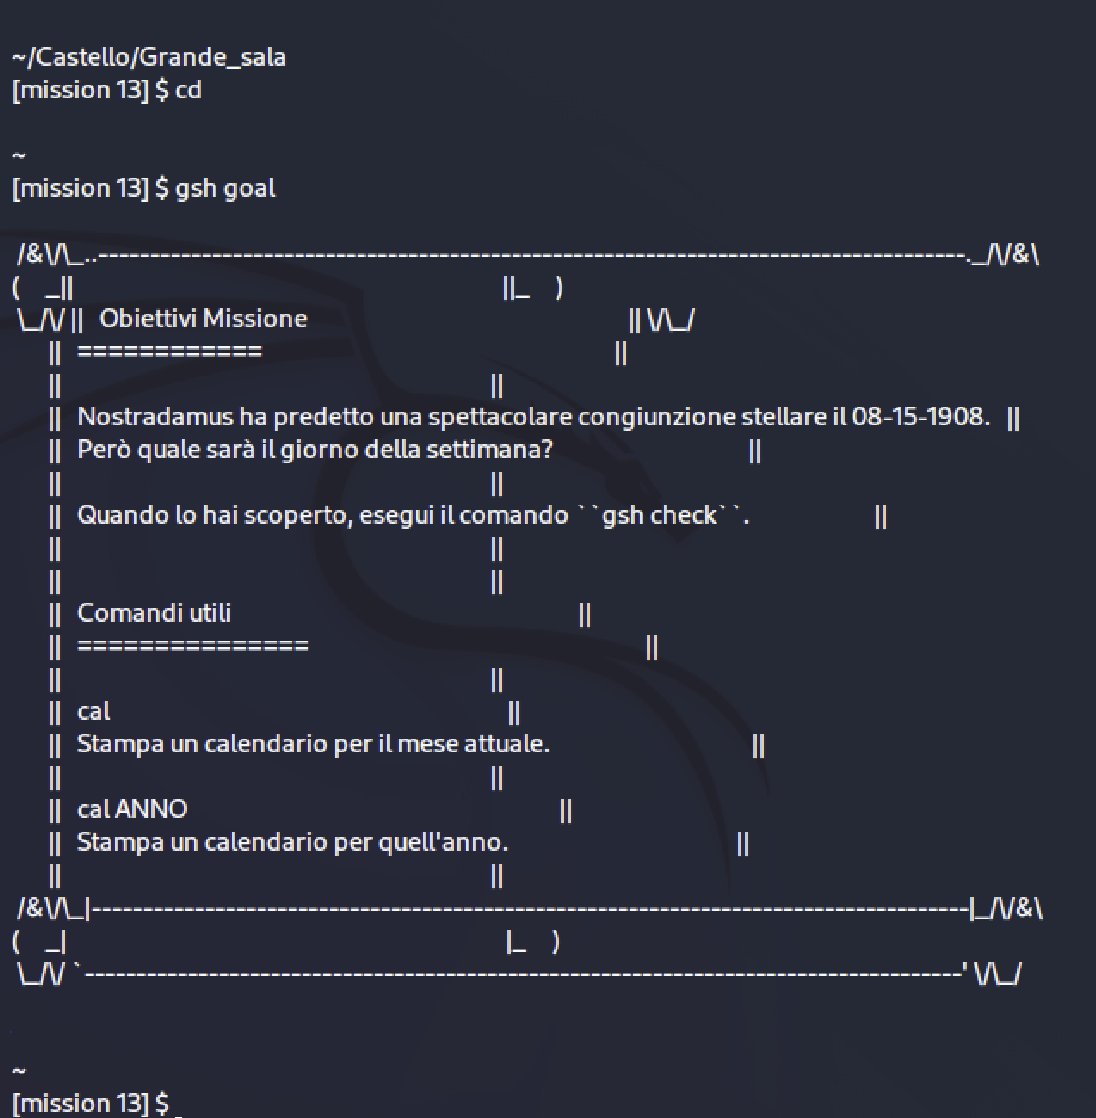 ~/Castello/Grande_sala
[mission 13] $ cd
~
[mission 13] $ gsh goal
/&\/\_..------------------------------------------------------------------------------------._/\/&\
( _|| ||_ )
\_/\/ || Obiettivi Missione || \/\_/
|| ============ ||
|| ||
|| Nostradamus ha predetto una spettacolare congiunzione stellare il 08-15-1908. ||
|| Però quale sarà il giorno della settimana? ||
|| ||
|| Quando lo hai scoperto, esegui il comando ``gsh check``. ||
|| ||
|| ||
|| Comandi utili ||
|| =============== ||
|| ||
|| cal ||
|| Stampa un calendario per il mese attuale. ||
|| ||
|| cal ANNO ||
|| Stampa un calendario per quell'anno. ||
|| ||
/&\/\_|-------------------------------------------------------------------------------------|_/\/&\
( _| |_ )
\_/\/ `-------------------------------------------------------------------------------------' \/\_/
~
[mission 13] $